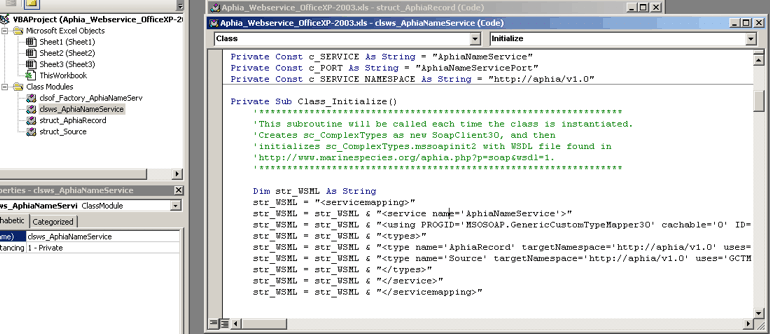 VBAProject (Aphia_Webservice_OfficeXP-2
Microsoft Excel Objects
Sheet1 (Sheet1)
Sheet2 (Sheet2)
Sheet3 (Sheet3)
ThisWorkbook
Class Modules
clsof_Factory_AphiaNameServ
clsws_AphiaNameService
struct_AphiaRecord
struct_Source
perties - clsws_AphiaNameService
ws_AphiaNameServi ClassModule
habetic Categorized
me) clsws_AphiaNameService
tancing 1 - Private
Aphia_Webservice_OfficeXP-2003.xls - struct_AphiaRecord (Code)
Aphia_Webservice_OfficeXP-2003.xls - clsws_AphiaNameService (Code)
Class Initialize
Private Const c_SERVICE As String = "AphiaNameService"
Private Const c_PORT As String = "AphiaNameServicePort"
Private Const c_SERVICE_NAMESPACE As String = "http://aphia/v1.0"
Private Sub Class_Initialize()
'*****************************************************************
'This subroutine will be called each time the class is instantiated.
'Creates sc_ComplexTypes as new SoapClient30, and then
'initializes sc_ComplexTypes.mssoapinit2 with WSDL file found in
'http://www.marinespecies.org/aphia.php?p=soap&wsdl=1.
'*****************************************************************
Dim str_WSML As String
str_WSML = "<servicemapping>"
str_WSML = str_WSML & "<service name='AphiaNameService'>"
str_WSML = str_WSML & "<using PROGID='MSOSOAP.GenericCustomTypeMapper30' cachable='0' ID=
str_WSML = str_WSML & "<types>"
str_WSML = str_WSML & "<type name='AphiaRecord' targetNamespace='http://aphia/v1.0' uses=
str_WSML = str_WSML & "<type name='Source' targetNamespace='http://aphia/v1.0' uses='GCTM
str_WSML = str_WSML & "</types>"
str_WSML = str_WSML & "</service>"
str_WSML = str_WSML & "</servicemapping>"